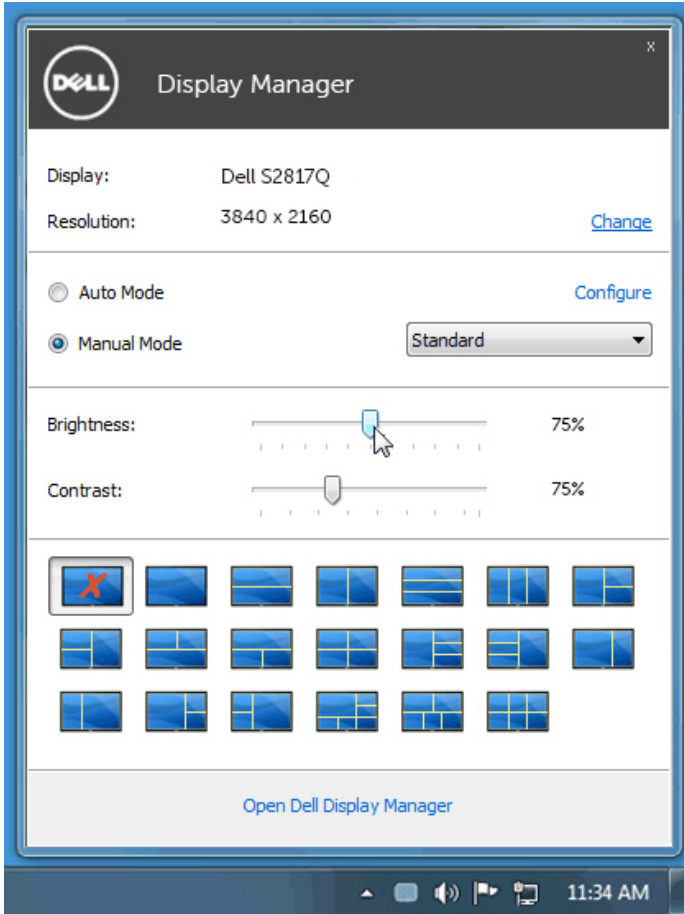 x
DELL Display Manager
Display: Dell S2817Q
Resolution: 3840 x 2160 Change
Auto Mode Configure
Manual Mode Standard
Brightness: 75%
Contrast: 75%
X
Open Dell Display Manager
11:34 AM